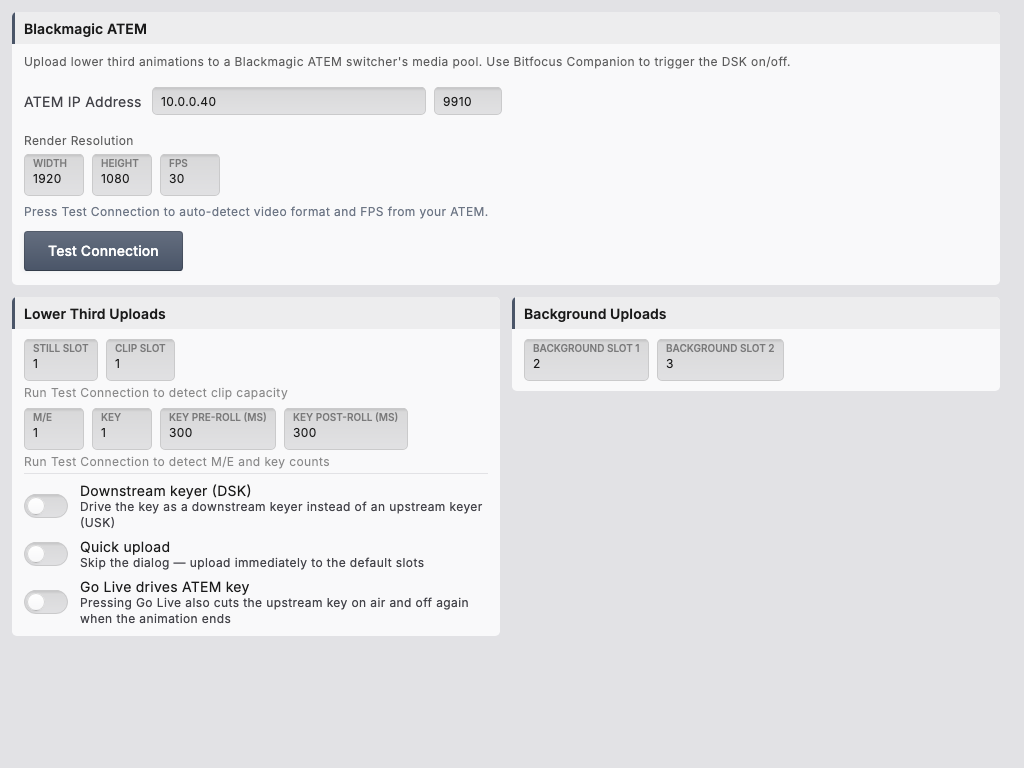 Blackmagic ATEM
Upload lower third animations to a Blackmagic ATEM switcher's media pool. Use Bitfocus Companion to trigger the DSK on/off.
ATEM IP Address 10.0.0.40 9910
Render Resolution
WIDTH HEIGHT FPS
1920 1080 30
Press Test Connection to auto-detect video format and FPS from your ATEM.
Test Connection
Lower Third Uploads
STILL SLOT CLIP SLOT
1 1
Run Test Connection to detect clip capacity
M/E KEY KEY PRE-ROLL (MS) KEY POST-ROLL (MS)
1 1 300 300
Run Test Connection to detect M/E and key counts
Downstream keyer (DSK)
Drive the key as a downstream keyer instead of an upstream keyer
(USK)
Quick upload
Skip the dialog — upload immediately to the default slots
Go Live drives ATEM key
Pressing Go Live also cuts the upstream key on air and off again
when the animation ends
Background Uploads
BACKGROUND SLOT 1 BACKGROUND SLOT 2
2 3